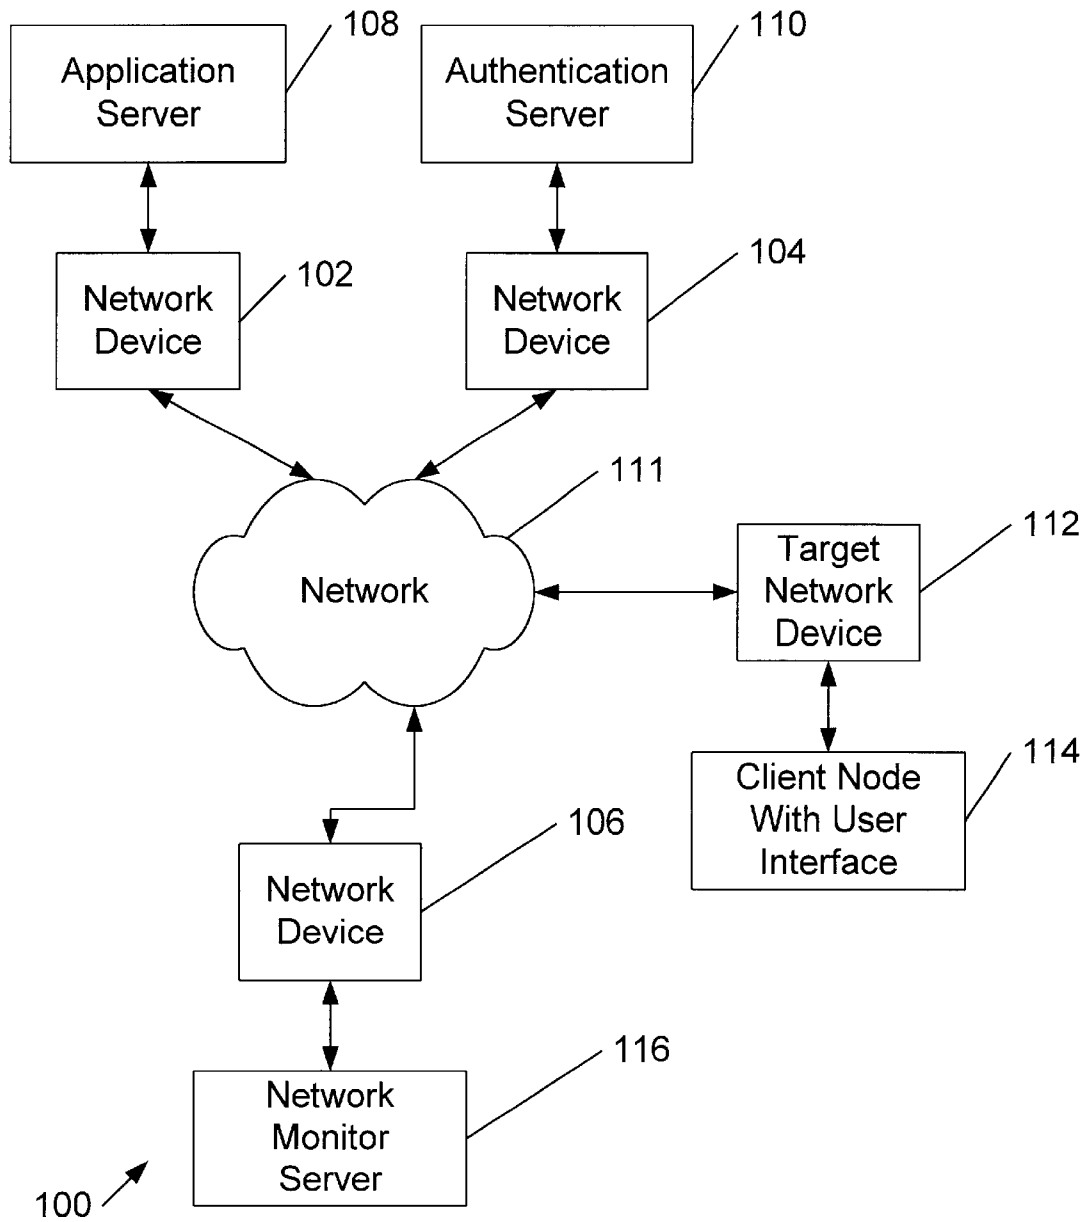 108
110
Application
Server
Authentication
Server
102
104
Network
Device
Network
Device
111
112
Network
Target
Network
Device
114
Client Node
With User
Interface
106
Network
Device
116
Network
Monitor
Server
100